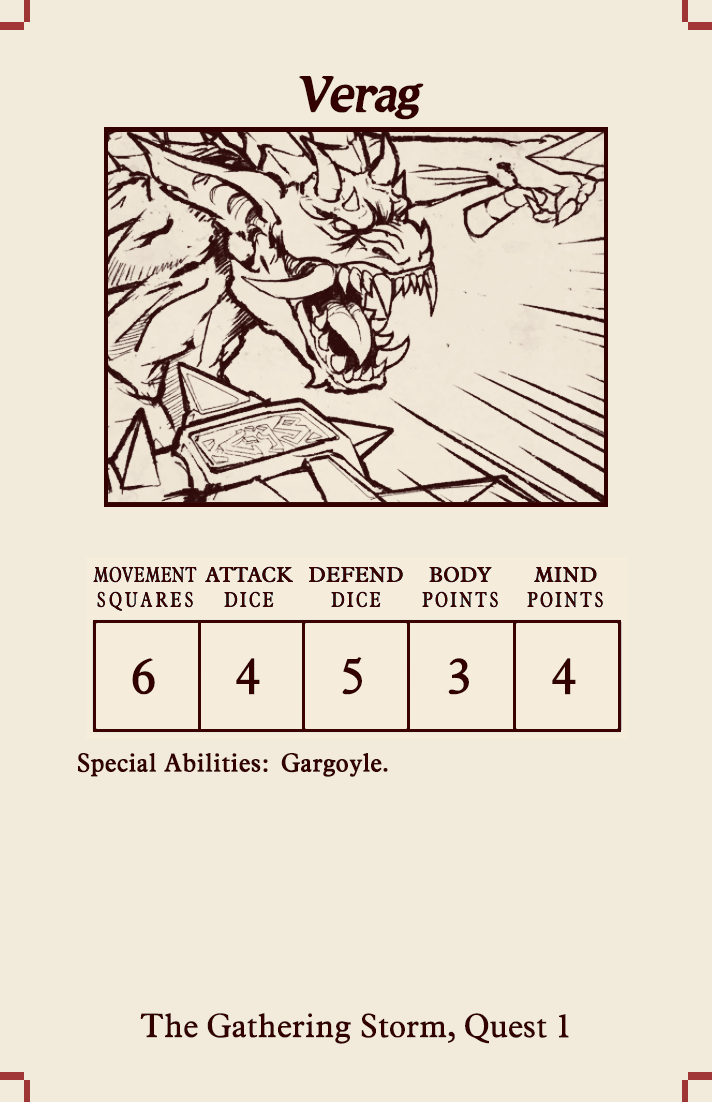 Verag
MOVEMENT ATTACK DEFEND BODY MIND
SQUARES DICE DICE POINTS POINTS
6 4 5 3 4
Special Abilities: Gargoyle.
The Gathering Storm, Quest 1